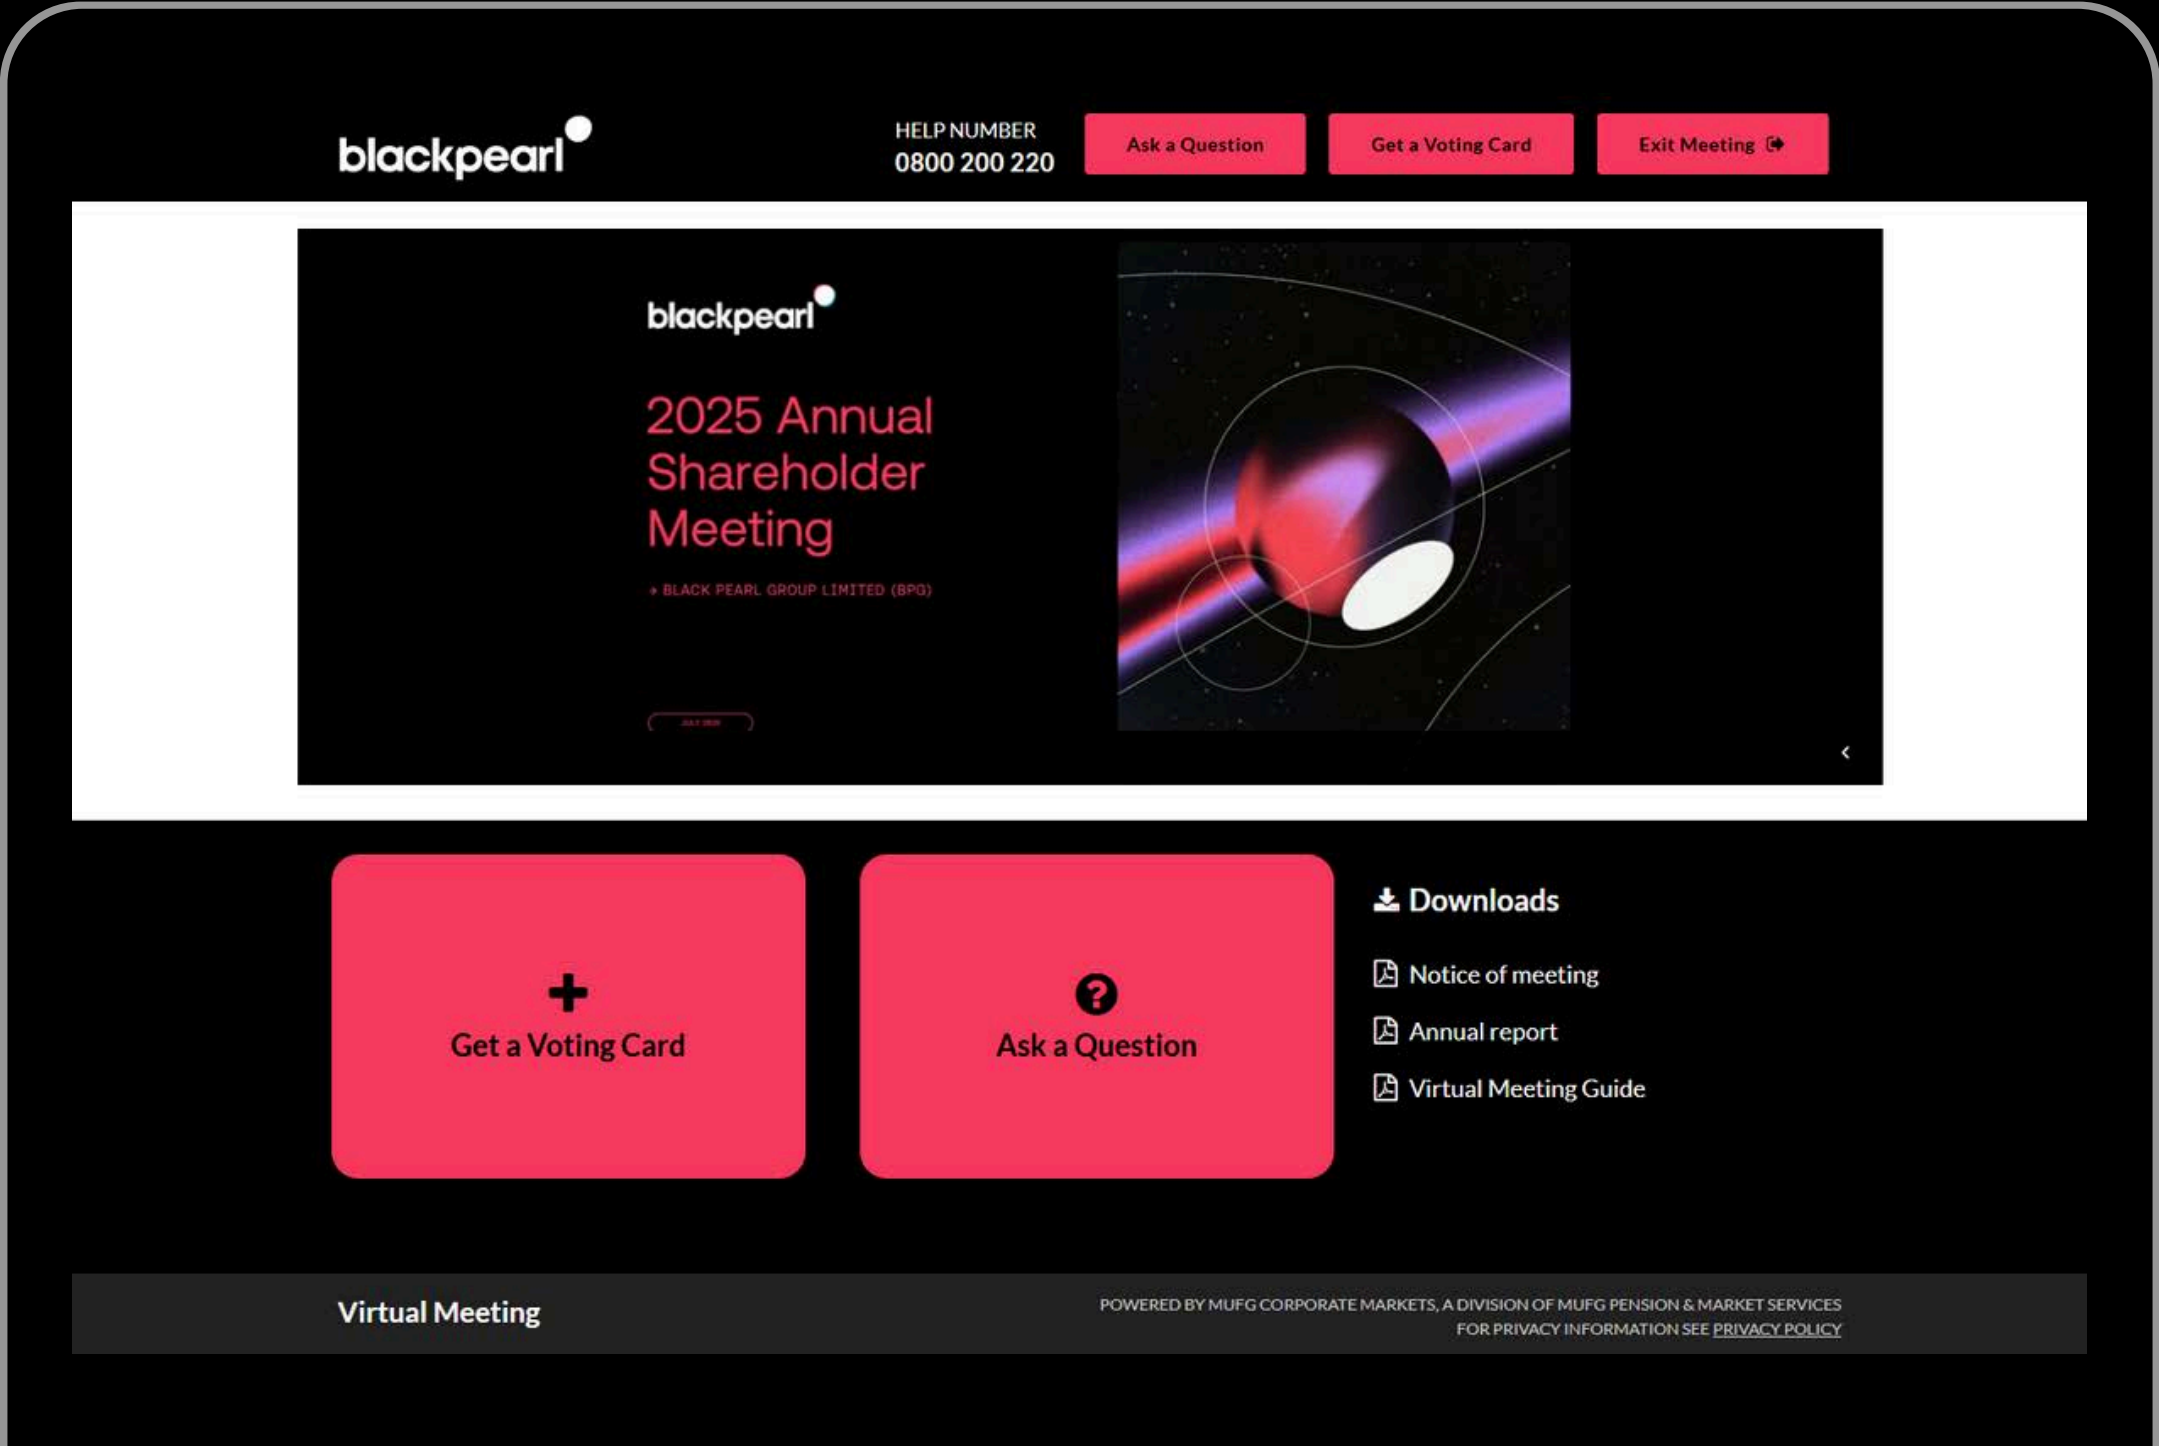 blackpearl
HELP NUMBER
0800 200 220
Ask a Question
Get a Voting Card
Exit Meeting
blackpearl
2025 Annual
Shareholder
Meeting
→ BLACK PEARL GROUP LIMITED (BPG)
JULY 2025
Get a Voting Card
Ask a Question
Downloads
Notice of meeting
Annual report
Virtual Meeting Guide
Virtual Meeting
POWERED BY MUFG CORPORATE MARKETS, A DIVISION OF MUFG PENSION & MARKET SERVICES
FOR PRIVACY INFORMATION SEE PRIVACY POLICY